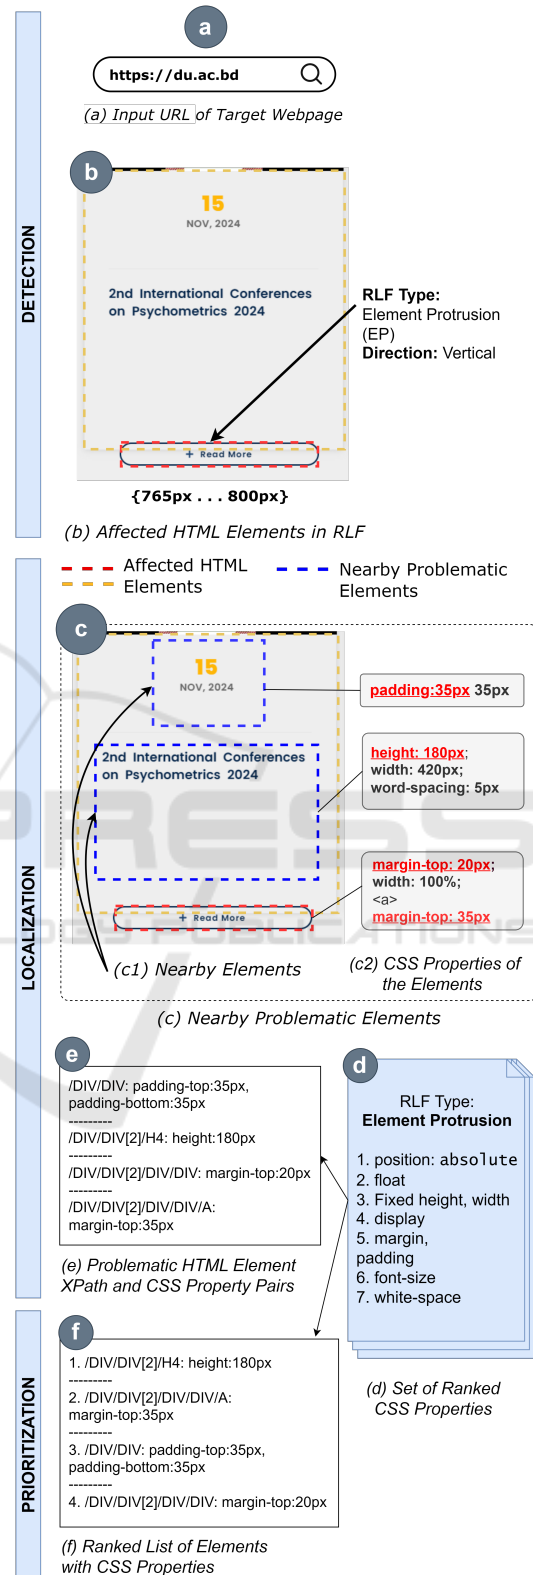 a
https://du.ac.bd
(a) Input URL of Target Webpage
DETECTION
b
15
NOV, 2024
2nd International Conferences
on Psychometrics 2024
+ Read More
RLF Type:
Element Protrusion
(EP)
Direction: Vertical
{765px . . . 800px}
(b) Affected HTML Elements in RLF
LOCALIZATION
Affected HTML
Elements
Nearby Problematic
Elements
c
15
NOV, 2024
2nd International Conferences
on Psychometrics 2024
+ Read More
padding:35px 35px
height: 180px;
width: 420px;
word-spacing: 5px
margin-top: 20px;
width: 100%;
<a>
margin-top: 35px
(c1) Nearby Elements
(c2) CSS Properties of
the Elements
(c) Nearby Problematic Elements
e
/DIV/DIV: padding-top:35px,
padding-bottom:35px
---------
/DIV/DIV[2]/H4: height:180px
---------
/DIV/DIV[2]/DIV/DIV: margin-top:20px
---------
/DIV/DIV[2]/DIV/DIV/A:
margin-top:35px
(e) Problematic HTML Element
XPath and CSS Property Pairs
d
RLF Type:
Element Protrusion
1. position: absolute
2. float
3. Fixed height, width
4. display
5. margin,
padding
6. font-size
7. white-space
(d) Set of Ranked
CSS Properties
PRIORITIZATION
f
1. /DIV/DIV[2]/H4: height:180px
---------
2. /DIV/DIV[2]/DIV/DIV/A:
margin-top:35px
---------
3. /DIV/DIV: padding-top:35px,
padding-bottom:35px
---------
4. /DIV/DIV[2]/DIV/DIV: margin-top:20px
(f) Ranked List of Elements
with CSS Properties